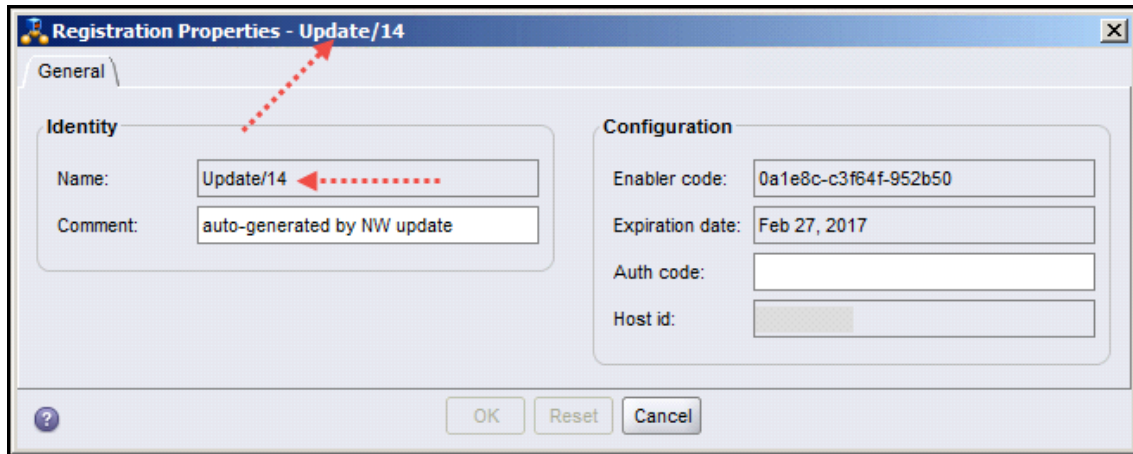 Registration Properties - Update/14
General
Identity
Name: Update/14
Comment: auto-generated by NW update
Configuration
Enabler code: 0a1e8c-c3f64f-952b50
Expiration date: Feb 27, 2017
Auth code:
Host id:
? OK Reset Cancel